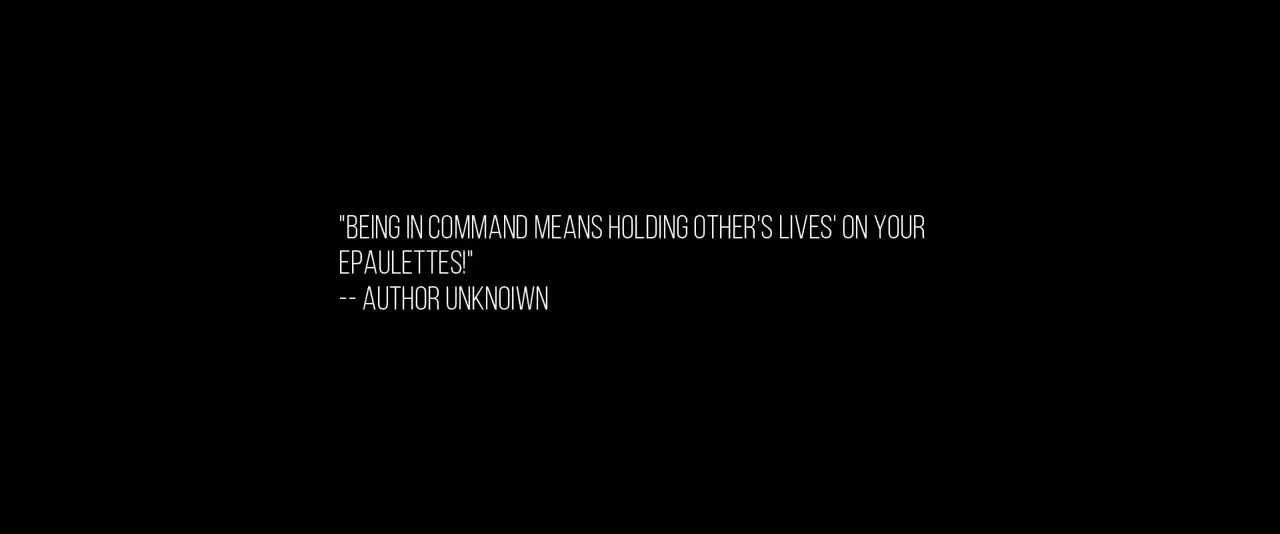 "BEING IN COMMAND MEANS HOLDING OTHER'S LIVES' ON YOUR
EPAULETTES!"
-- AUTHOR UNKNOIWN